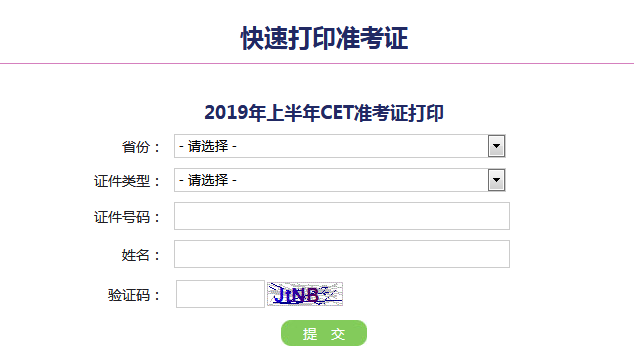 快速打印准考证
2019年上半年CET准考证打印
省份： - 请选择 -
证件类型： - 请选择 -
证件号码：
姓名：
验证码： JtNB
提 交